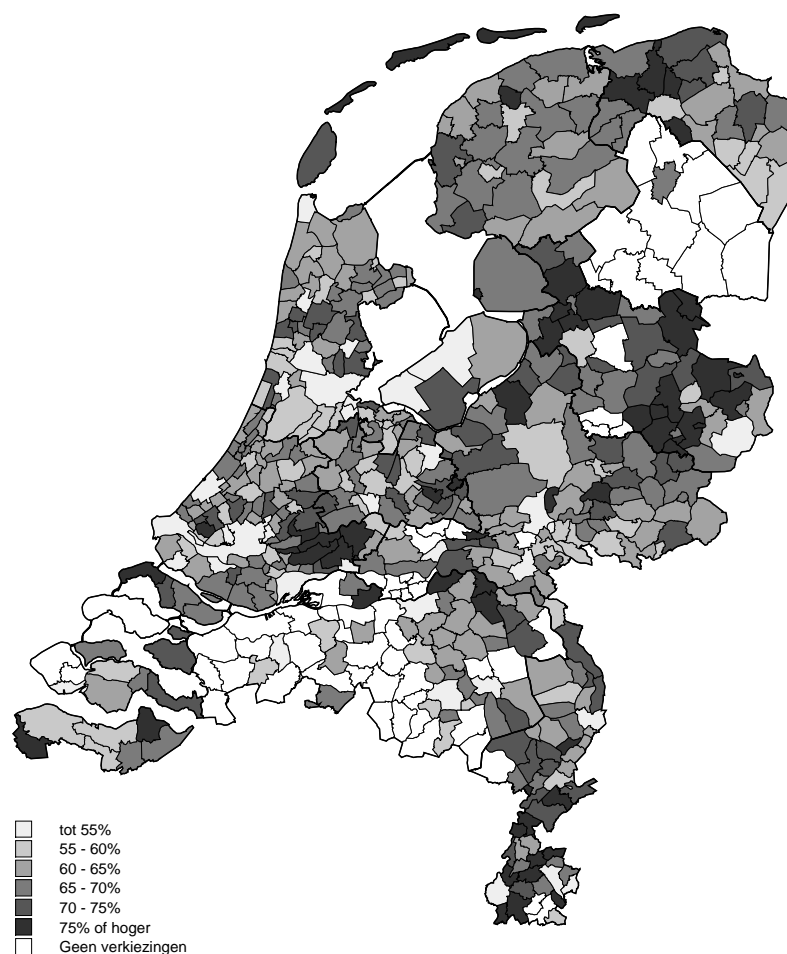 tot 55%
55 - 60%
60 - 65%
65 - 70%
70 - 75%
75% of hoger
Geen verkiezingen